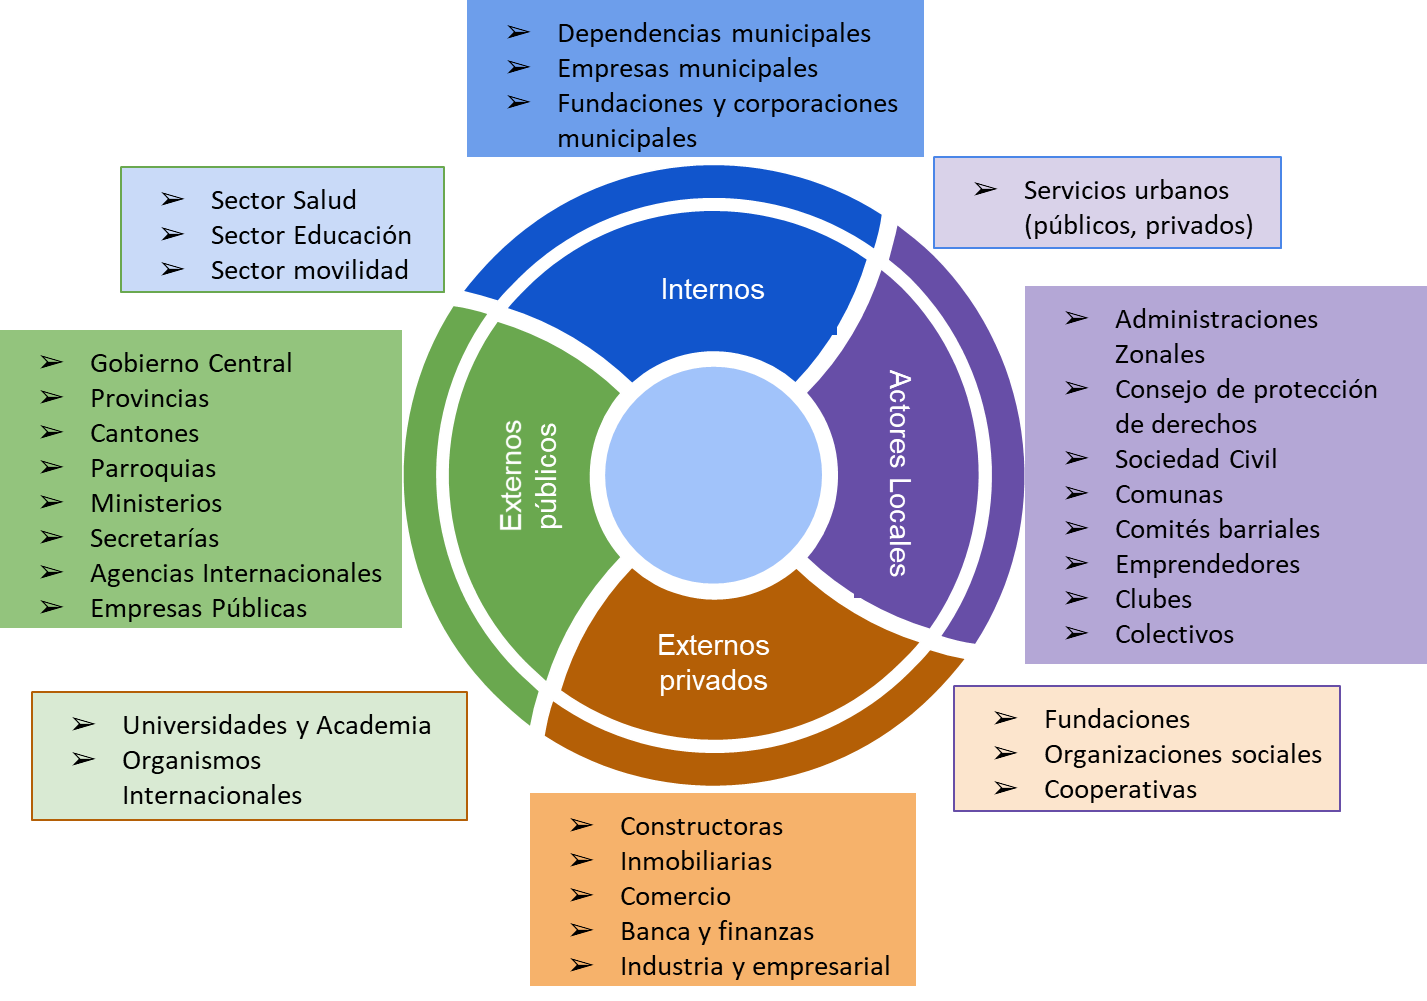 ➢ Dependencias municipales
➢ Empresas municipales
➢ Fundaciones y corporaciones
municipales
➢ Sector Salud
➢ Sector Educación
➢ Sector movilidad
➢ Servicios urbanos
(públicos, privados)
Internos
➢ Gobierno Central
➢ Provincias
➢ Cantones
➢ Parroquias
➢ Ministerios
➢ Secretarías
➢ Agencias Internacionales
➢ Empresas Públicas
Externos
públicos
Actores Locales
➢ Administraciones
Zonales
➢ Consejo de protección
de derechos
➢ Sociedad Civil
➢ Comunas
➢ Comités barriales
➢ Emprendedores
➢ Clubes
➢ Colectivos
Externos
privados
➢ Universidades y Academia
➢ Organismos
Internacionales
➢ Fundaciones
➢ Organizaciones sociales
➢ Cooperativas
➢ Constructoras
➢ Inmobiliarias
➢ Comercio
➢ Banca y finanzas
➢ Industria y empresarial